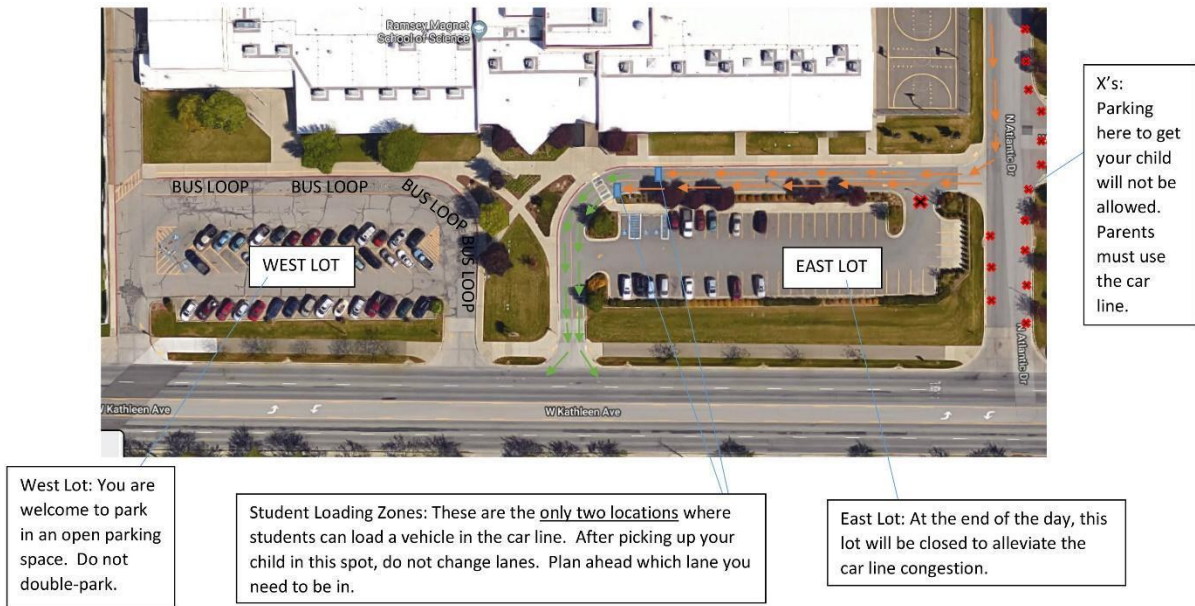 Ramsey Magnet
School of Science
N Atlantic Dr
X's:
Parking
here to get
your child
will not be
allowed.
Parents
must use
the car
line.
BUS LOOP
BUS LOOP
BUS LOOP
BUS LOOP
WEST LOT
EAST LOT
N Atlantic Dr
W Kathleen Ave
W Kathleen Ave
West Lot: You are
welcome to park
in an open parking
space. Do not
double-park.
Student Loading Zones: These are the only two locations where
students can load a vehicle in the car line. After picking up your
child in this spot, do not change lanes. Plan ahead which lane you
need to be in.
East Lot: At the end of the day, this
lot will be closed to alleviate the
car line congestion.